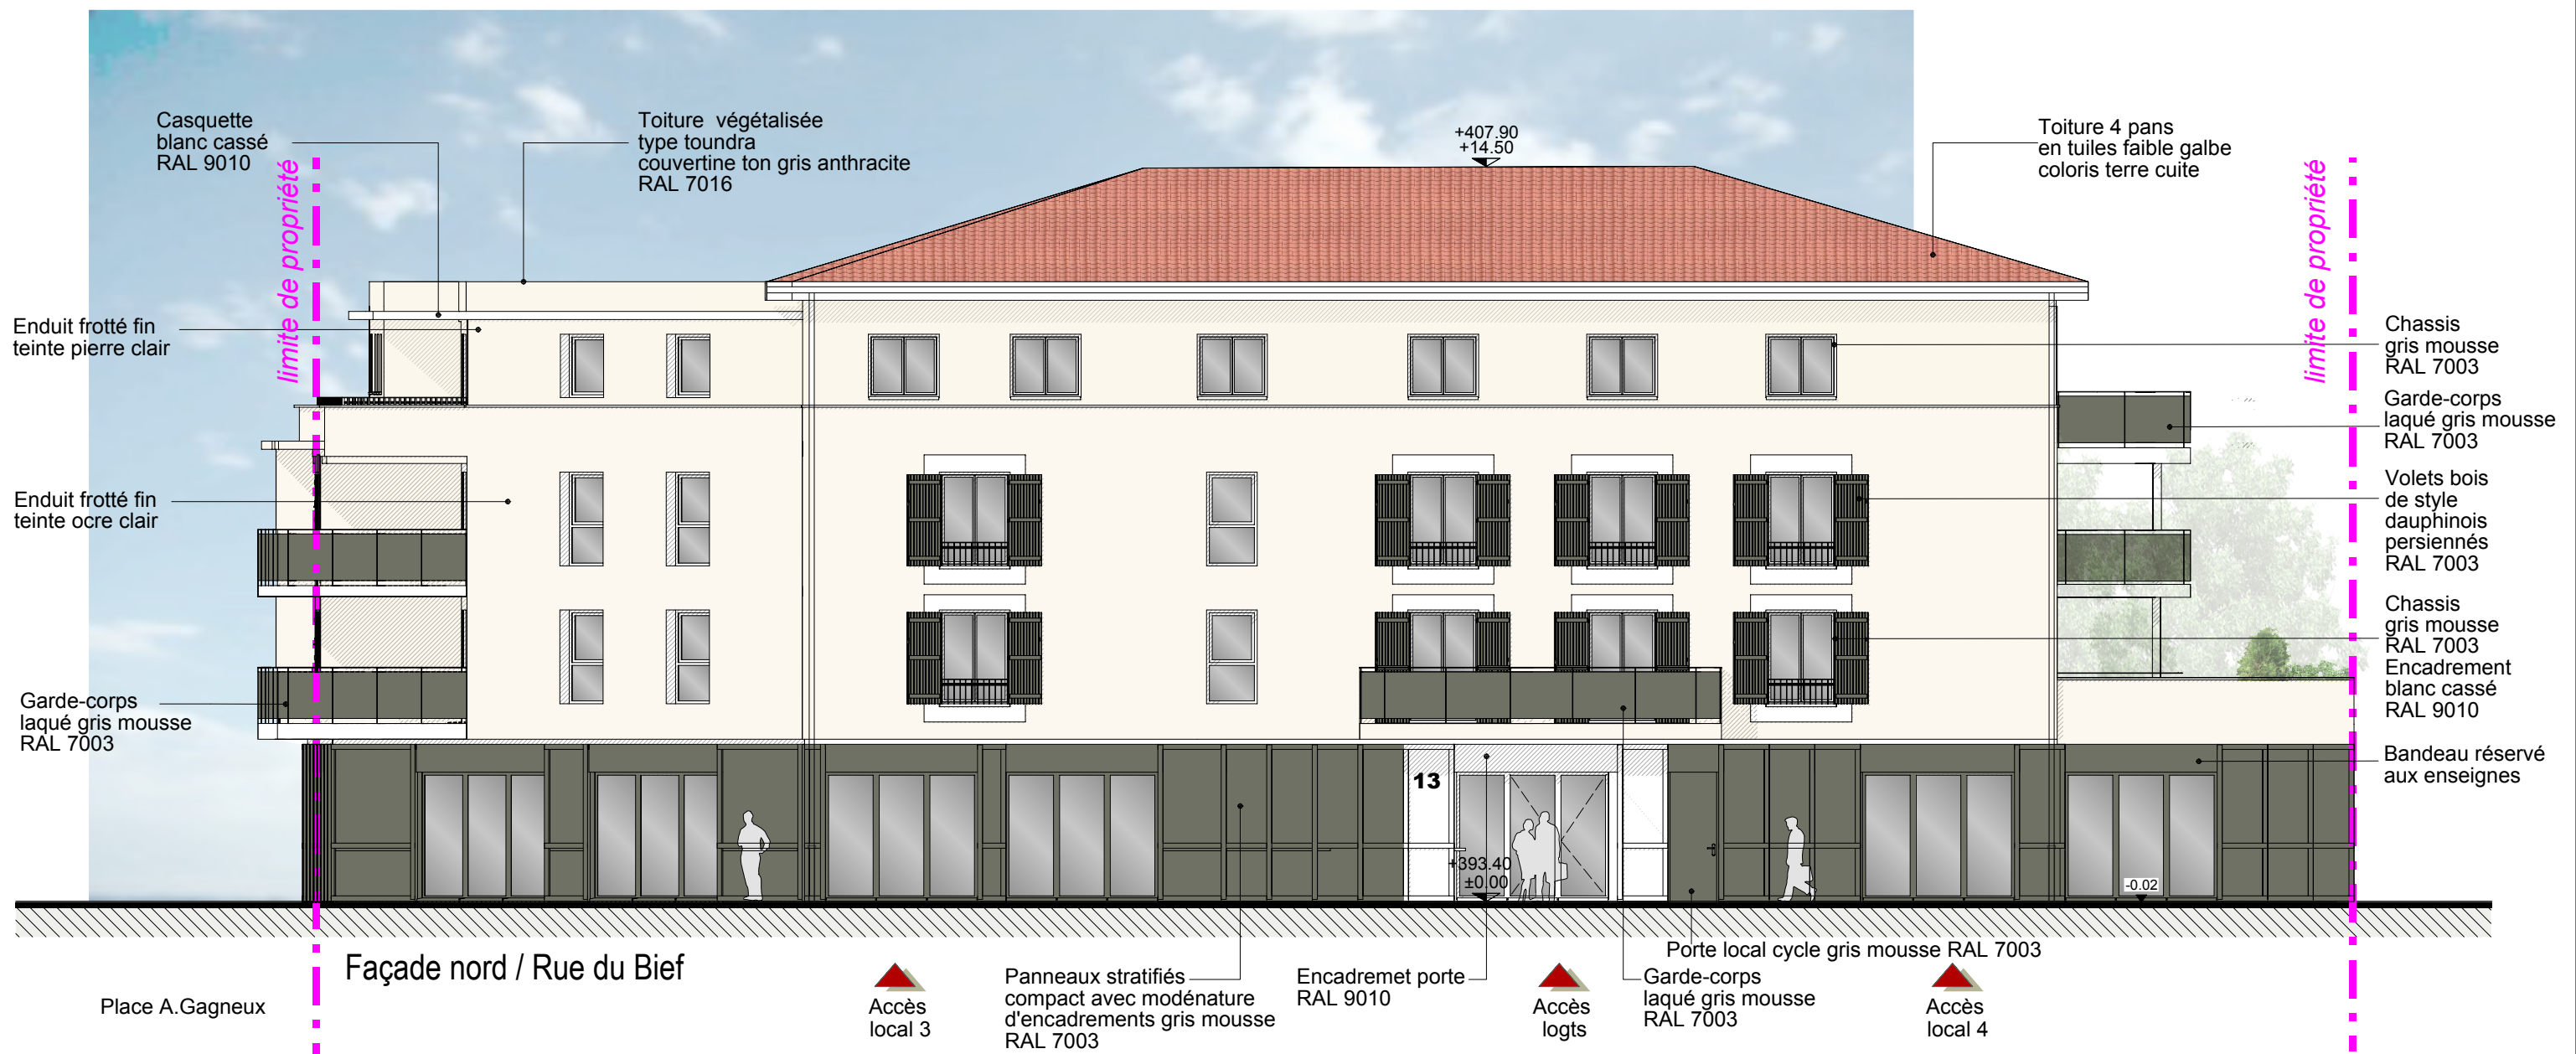 Casquette
blanc cassé
RAL 9010
Toiture végétalisée
type toundra
couvertine ton gris anthracite
RAL 7016
+407.90
+14.50
Toiture 4 pans
en tuiles faible galbe
coloris terre cuite
limite de propriété
limite de propriété
Enduit frotté fin
teinte pierre clair
Enduit frotté fin
teinte ocre clair
Garde-corps
laqué gris mousse
RAL 7003
Chassis
gris mousse
RAL 7003
Garde-corps
laqué gris mousse
RAL 7003
Volets bois
de style
dauphinois
persiennés
RAL 7003
Chassis
gris mousse
RAL 7003
Encadrement
blanc cassé
RAL 9010
Bandeau réservé
aux enseignes
13
+393.40
±0.00
-0.02
Façade nord / Rue du Bief
Place A.Gagneux
Accès
local 3
Panneaux stratifiés
compact avec modénature
d'encadrements gris mousse
RAL 7003
Encadremet porte
RAL 9010
Accès
logts
Porte local cycle gris mousse RAL 7003
Garde-corps
laqué gris mousse
RAL 7003
Accès
local 4